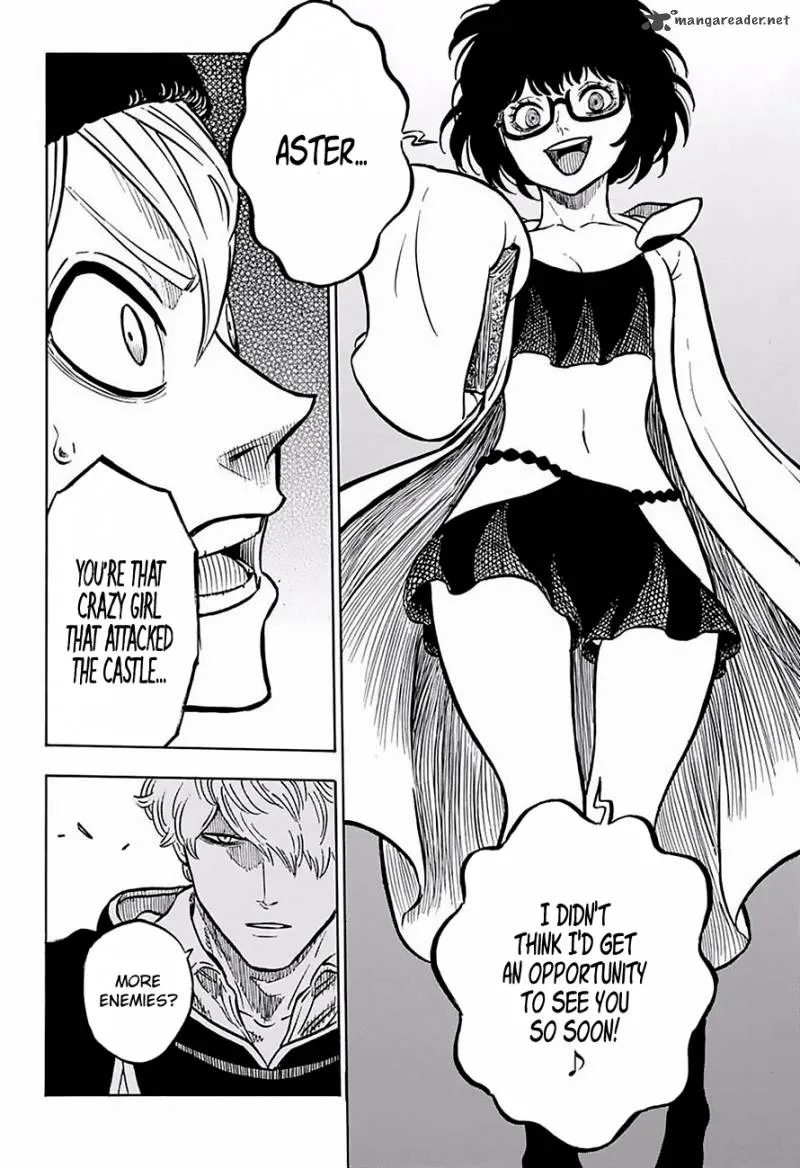 mangareader.net
ASTER...
YOU'RE THAT
CRAZY GIRL
THAT ATTACKED
THE CASTLE...
I DIDN'T
THINK I'D GET
AN OPPORTUNITY
TO SEE YOU
SO SOON!
♪
MORE
ENEMIES?